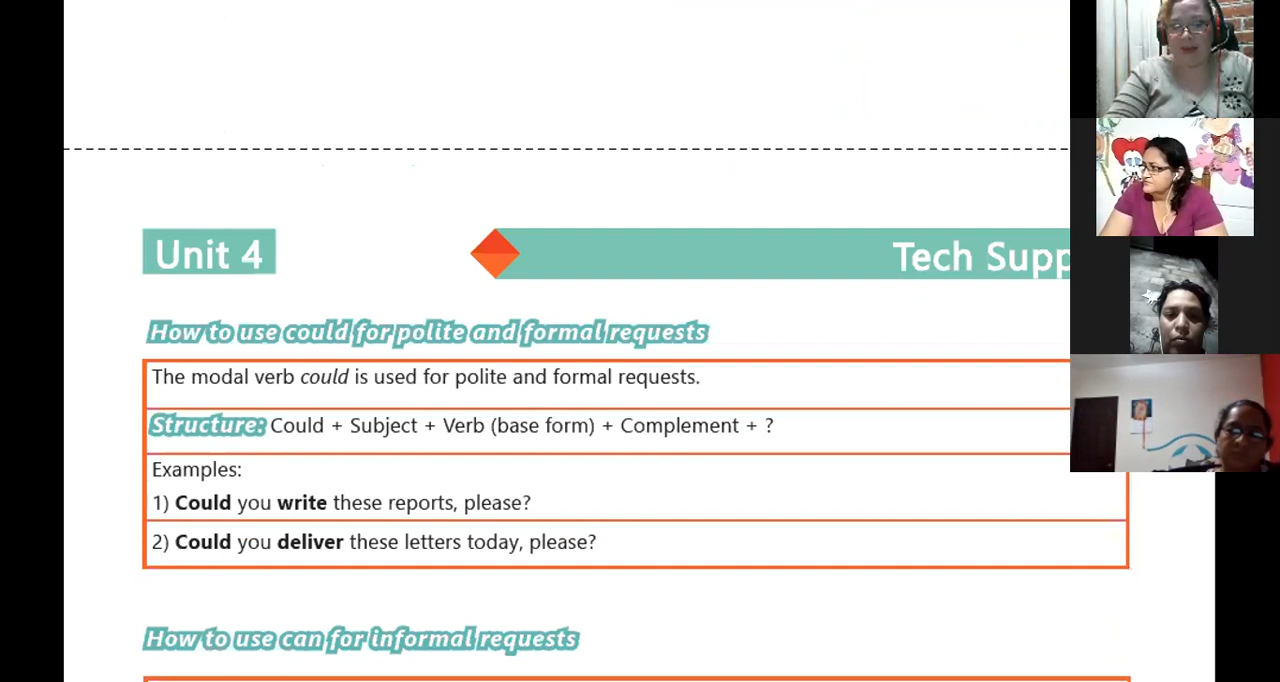 Unit 4
Tech Supp
How to use could for polite and formal requests
The modal verb could is used for polite and formal requests.
Structure: Could + Subject + Verb (base form) + Complement + ?
Examples:
1) Could you write these reports, please?
2) Could you deliver these letters today, please?
How to use can for informal requests